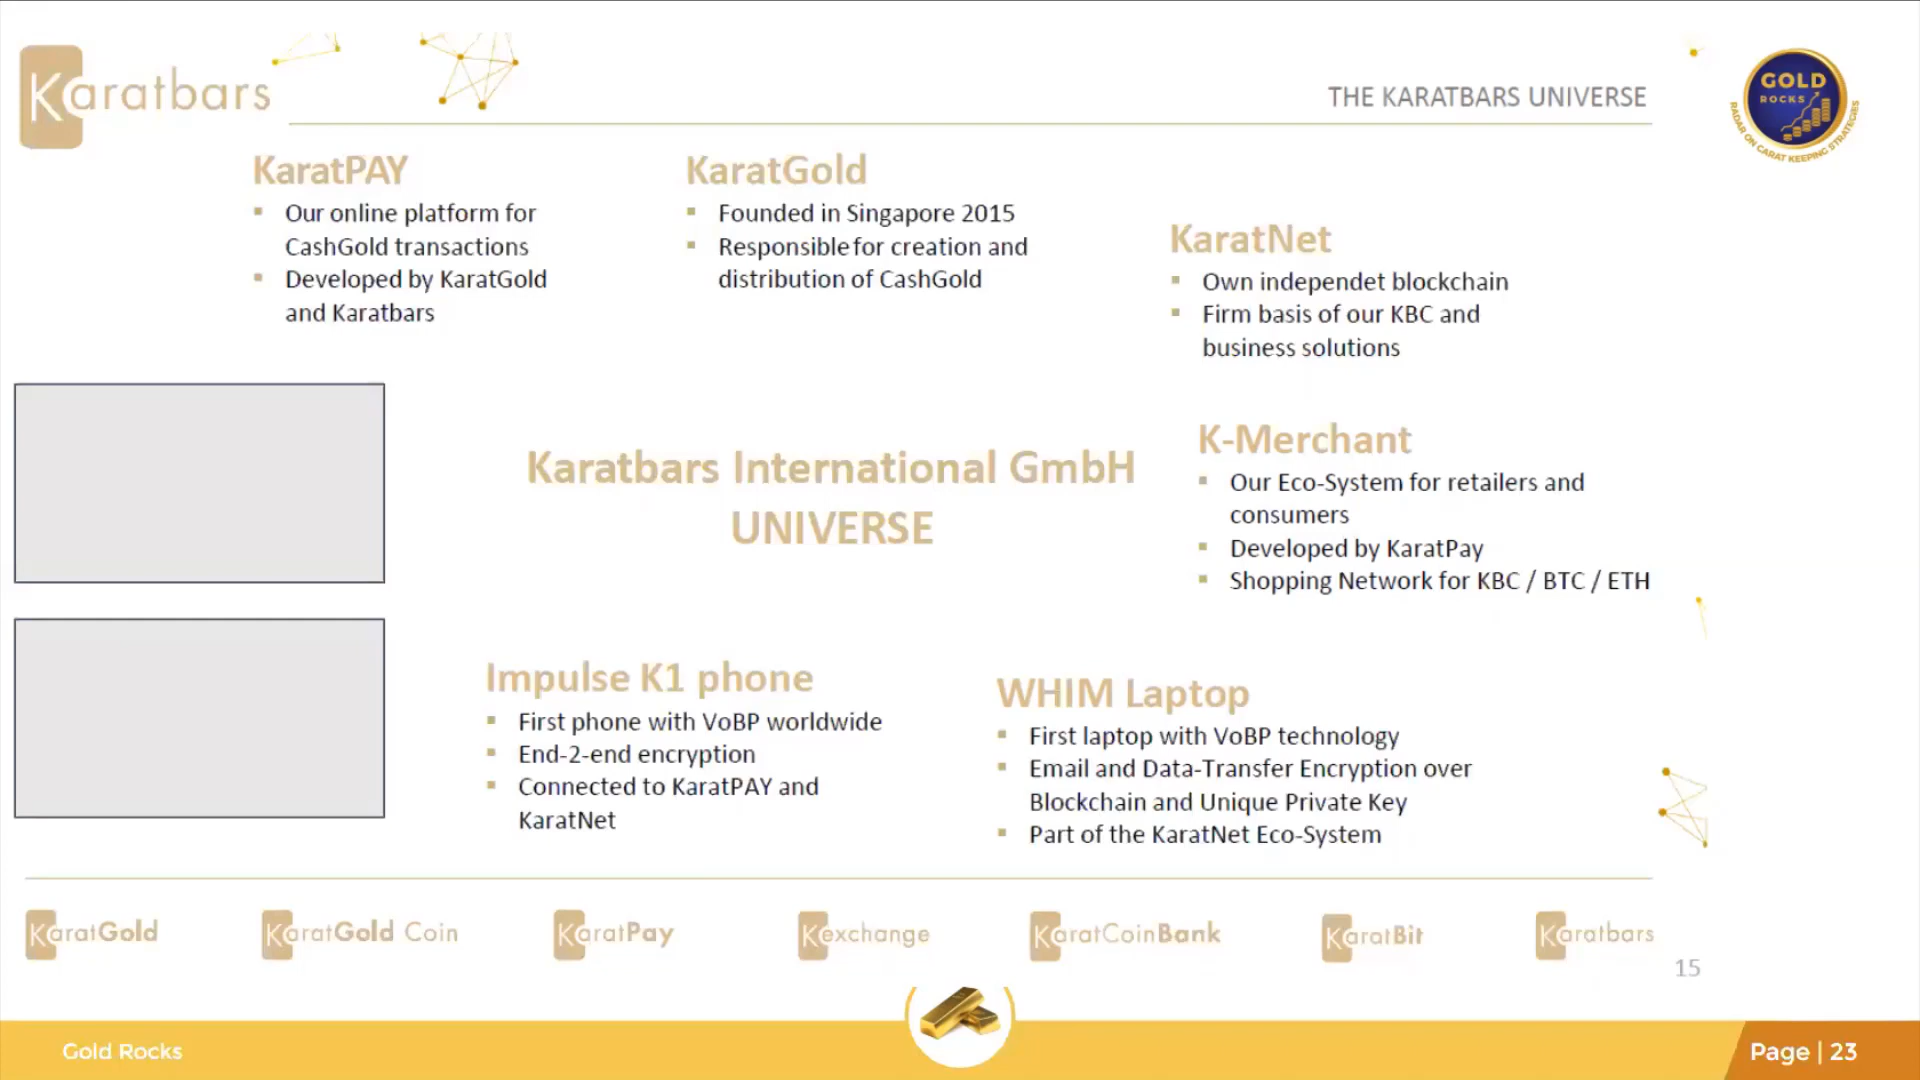 Karatbars
THE KARATBARS UNIVERSE
GOLD
ROCKS
RADAR ON CARAT KEEPING STRATEGIES
KaratPAY
Our online platform for
CashGold transactions
Developed by KaratGold
and Karatbars
KaratGold
Founded in Singapore 2015
Responsible for creation and
distribution of CashGold
KaratNet
Own independet blockchain
Firm basis of our KBC and
business solutions
Karatbars International GmbH
UNIVERSE
K-Merchant
Our Eco-System for retailers and
consumers
Developed by KaratPay
Shopping Network for KBC / BTC / ETH
Impulse K1 phone
First phone with VoBP worldwide
End-2-end encryption
Connected to KaratPAY and
KaratNet
WHIM Laptop
First laptop with VoBP technology
Email and Data-Transfer Encryption over
Blockchain and Unique Private Key
Part of the KaratNet Eco-System
KaratGold
KaratGold Coin
KaratPay
Kexchange
KaratCoinBank
KaratBit
Karatbars
15
Gold Rocks
Page | 23